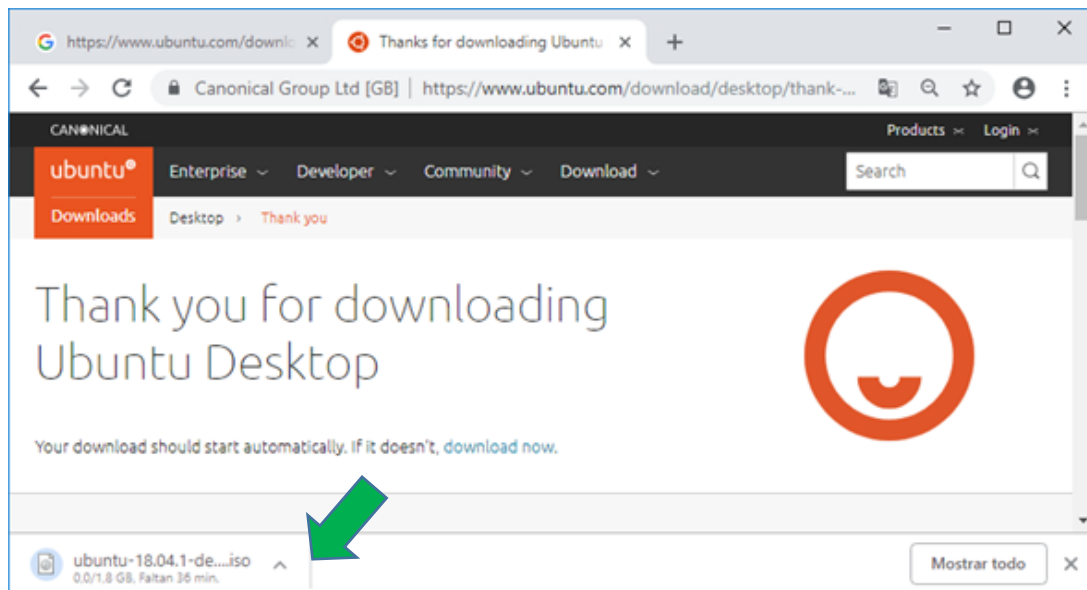 https://www.ubuntu.com/downlo
Thanks for downloading Ubuntu
Canonical Group Ltd [GB] | https://www.ubuntu.com/download/desktop/thank-...
CANONICAL
Products Login
ubuntu® Enterprise Developer Community Download Search
Downloads Desktop › Thank you
Thank you for downloading
Ubuntu Desktop
Your download should start automatically. If it doesn't, download now.
ubuntu-18.04.1-de....iso
0.0/1.8 GB, Faltan 36 min.
Mostrar todo